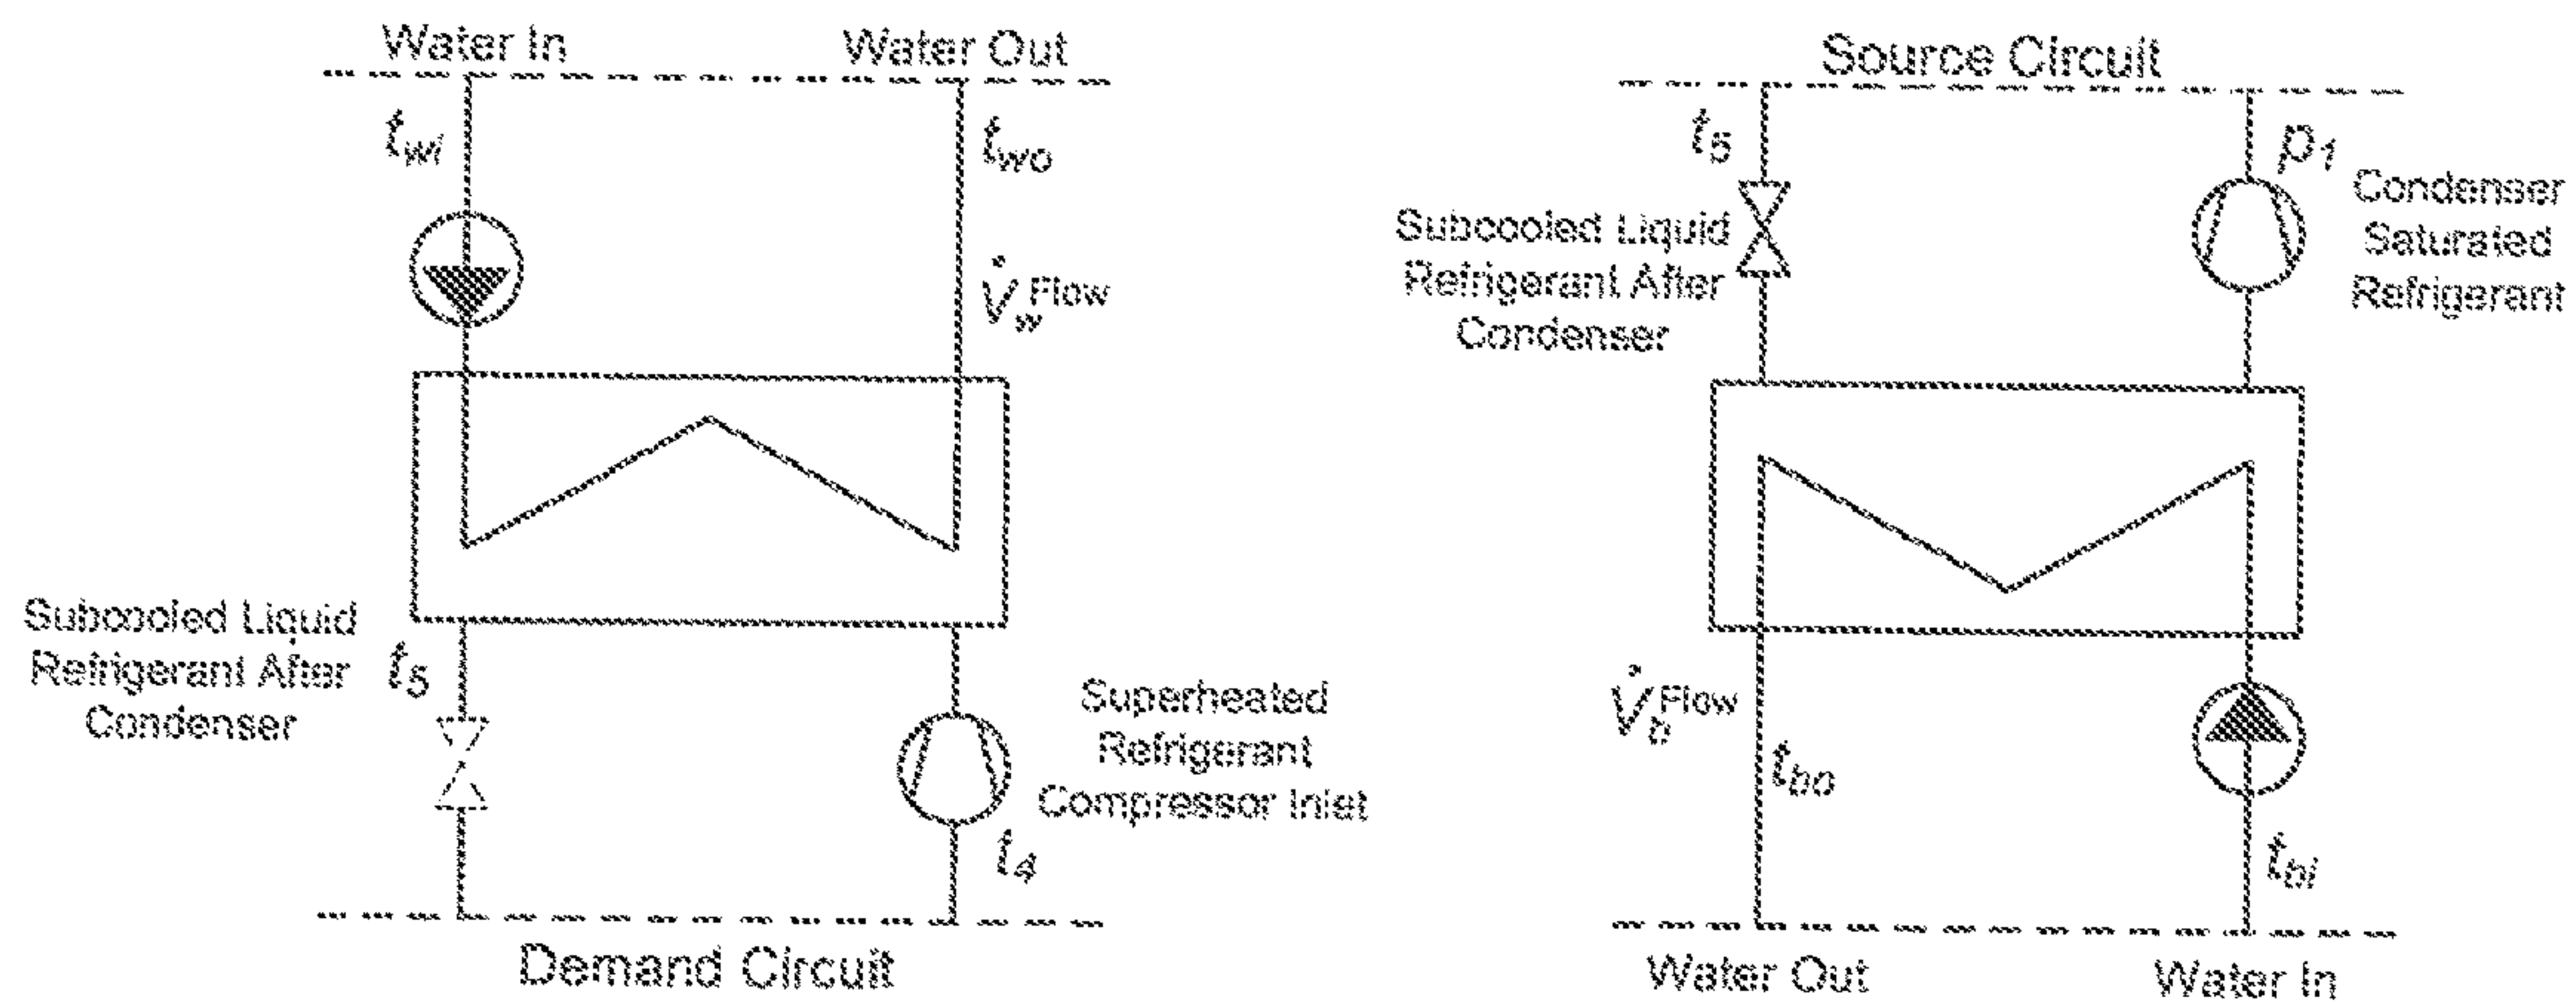 Water In
Water Out
t_wi
t_wo
V̇_w^Flow
Subcooled Liquid
Refrigerant After
Condenser
t_5
Superheated
Refrigerant
Compressor Inlet
t_4
Demand Circuit
Source Circuit
t_5
p_1
Subcooled Liquid
Refrigerant After
Condenser
Condenser
Saturated
Refrigerant
V̇_b^Flow
t_bo
t_bi
Water Out
Water In